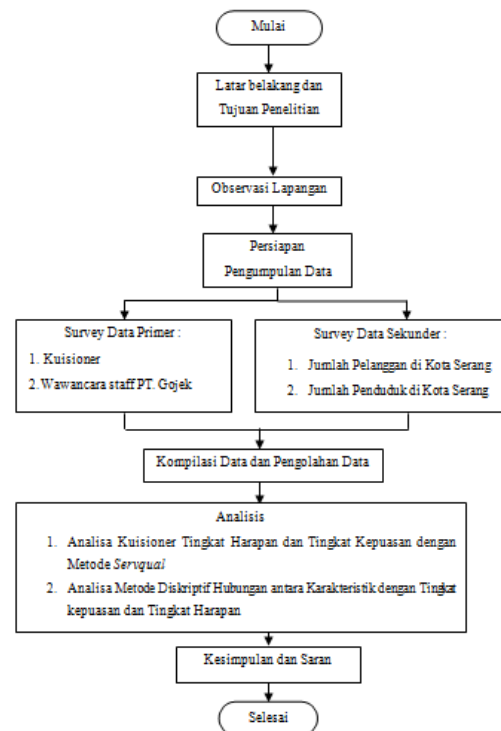 Mulai
Latar belakang dan
Tujuan Penelitian
Observasi Lapangan
Persiapan
Pengumpulan Data
Survey Data Primer :
1. Kuisioner
2. Wawancara staff PT. Gojek
Survey Data Sekunder :
1. Jumlah Pelanggan di Kota Serang
2. Jumlah Penduduk di Kota Serang
Kompilasi Data dan Pengolahan Data
Analisis
1. Analisa Kuisioner Tingkat Harapan dan Tingkat Kepuasan dengan
Metode Servqual
2. Analisa Metode Diskriptif Hubungan antara Karakteristik dengan Tingkat
kepuasan dan Tingkat Harapan
Kesimpulan dan Saran
Selesai